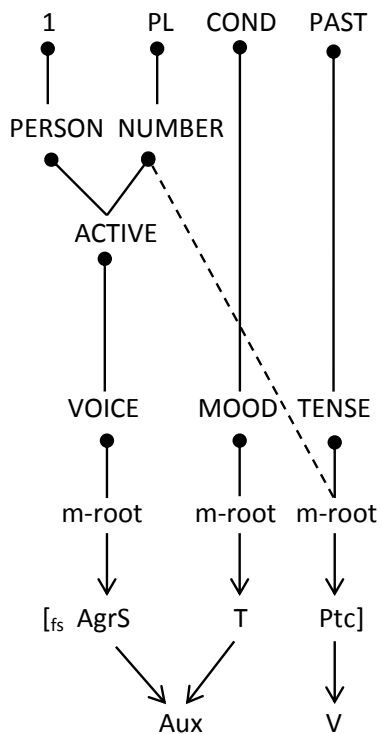 1 PL COND PAST
PERSON NUMBER
ACTIVE
VOICE MOOD TENSE
m-root m-root m-root
[fs AgrS T Ptc]
Aux V